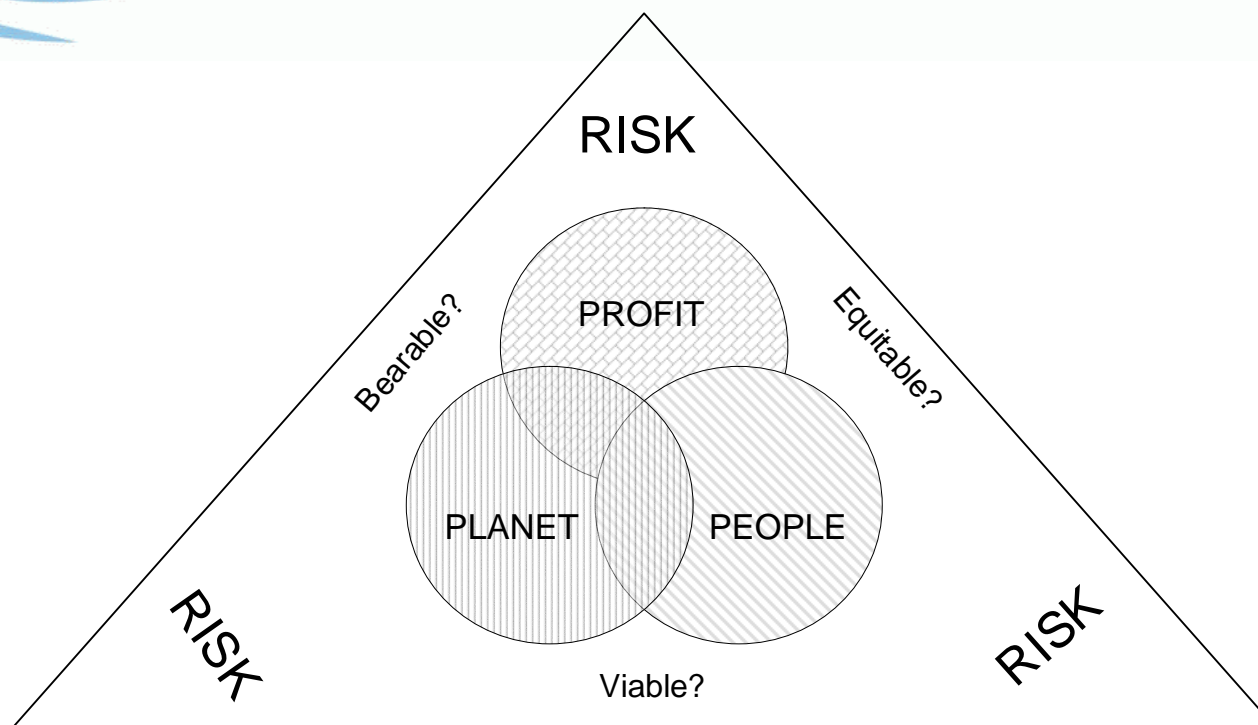 RISK
Bearable?
Equitable?
PROFIT
PLANET
PEOPLE
RISK
RISK
Viable?